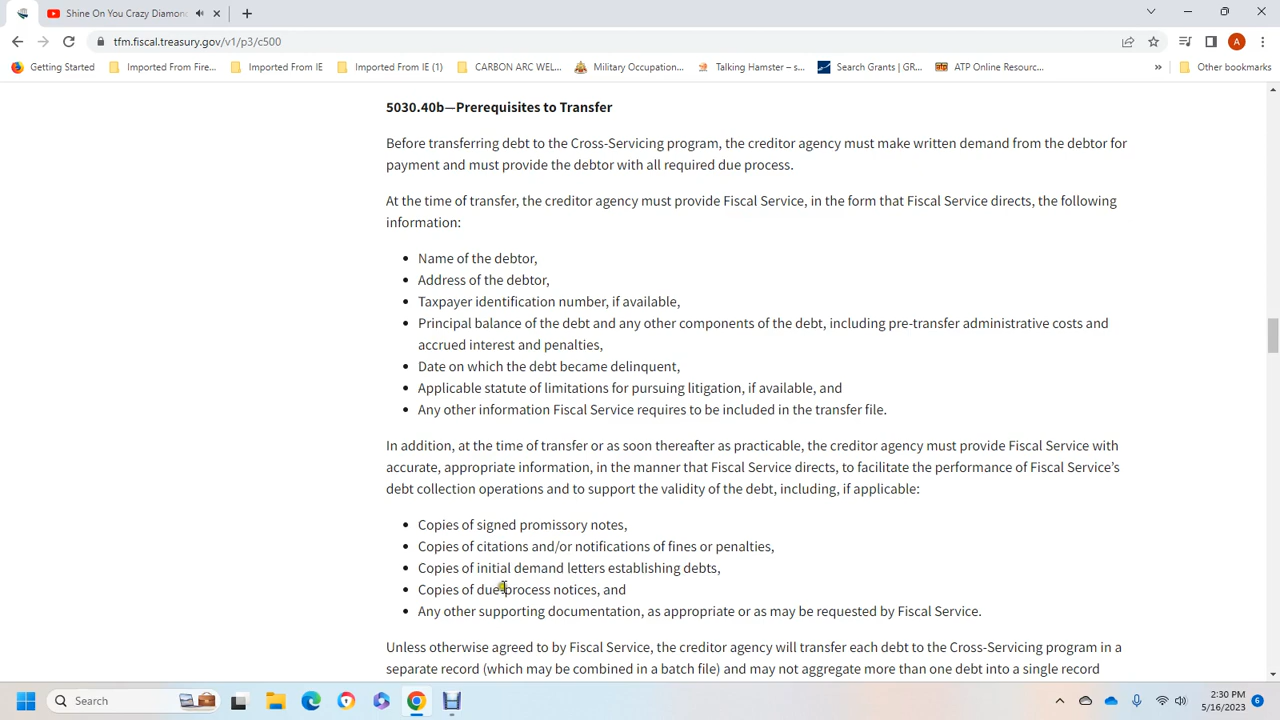 Shine On You Crazy Diamond
tfm.fiscal.treasury.gov/v1/p3/c500
A
Getting Started
Imported From Fire...
Imported From IE
Imported From IE (1)
CARBON ARC WEL...
Military Occupation...
Talking Hamster – s...
Search Grants | GR...
ATP Online Resourc...
»
Other bookmarks
5030.40b—Prerequisites to Transfer
Before transferring debt to the Cross-Servicing program, the creditor agency must make written demand from the debtor for
payment and must provide the debtor with all required due process.
At the time of transfer, the creditor agency must provide Fiscal Service, in the form that Fiscal Service directs, the following
information:
• Name of the debtor,
• Address of the debtor,
• Taxpayer identification number, if available,
• Principal balance of the debt and any other components of the debt, including pre-transfer administrative costs and
accrued interest and penalties,
• Date on which the debt became delinquent,
• Applicable statute of limitations for pursuing litigation, if available, and
• Any other information Fiscal Service requires to be included in the transfer file.
In addition, at the time of transfer or as soon thereafter as practicable, the creditor agency must provide Fiscal Service with
accurate, appropriate information, in the manner that Fiscal Service directs, to facilitate the performance of Fiscal Service’s
debt collection operations and to support the validity of the debt, including, if applicable:
• Copies of signed promissory notes,
• Copies of citations and/or notifications of fines or penalties,
• Copies of initial demand letters establishing debts,
• Copies of due process notices, and
• Any other supporting documentation, as appropriate or as may be requested by Fiscal Service.
Unless otherwise agreed to by Fiscal Service, the creditor agency will transfer each debt to the Cross-Servicing program in a
separate record (which may be combined in a batch file) and may not aggregate more than one debt into a single record
Search
2:30 PM
5/16/2023
6